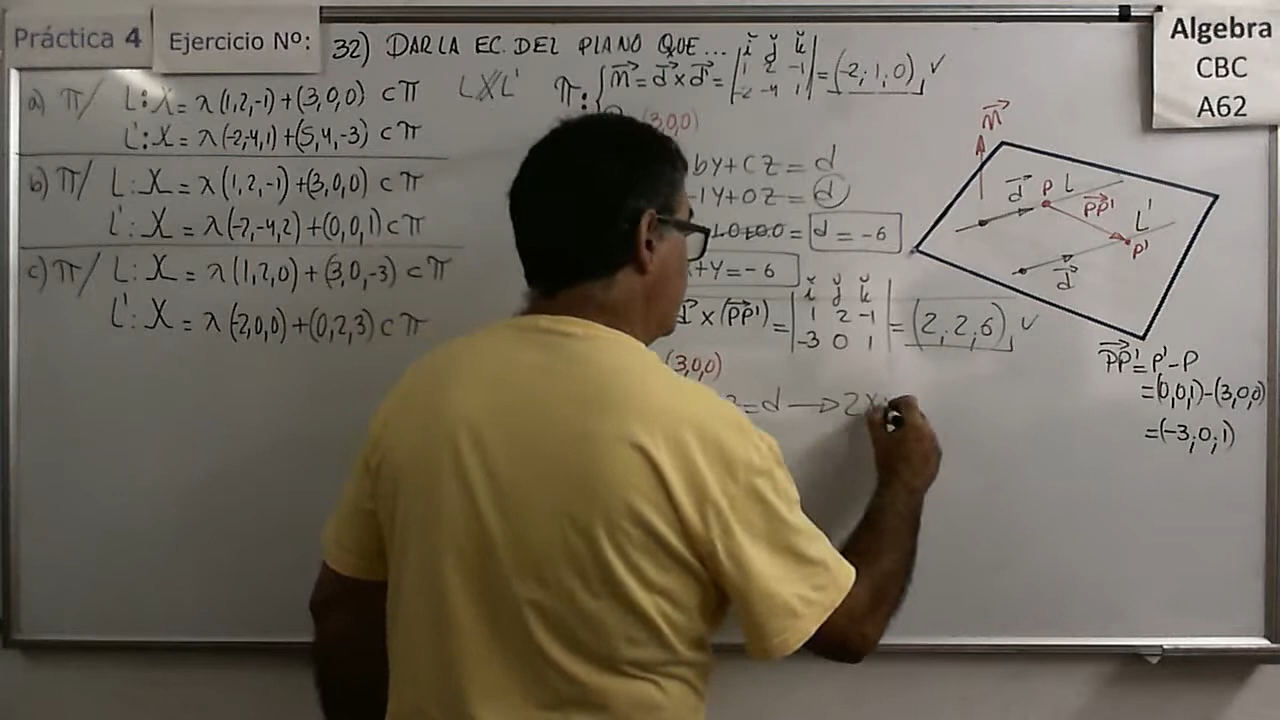 Práctica 4
Ejercicio Nº:
32) DAR LA EC. DEL PLANO QUE...
Algebra
CBC
A62
a) π/ L: X = λ(1,2,-1)+(3,0,0) ⊂ π
L': X = λ(-2,-4,1)+(5,4,-3) ⊂ π
b) π/ L: X = λ(1,2,-1)+(3,0,0) ⊂ π
L': X = λ(-2,-4,2)+(0,0,1) ⊂ π
c) π/ L: X = λ(1,2,0)+(3,0,-3) ⊂ π
L': X = λ(-2,0,0)+(0,2,3) ⊂ π
π: { n = d x d' = | i j k | = (-2,1,0) ✓
1 2 -1
-2 -4 1
(3,0,0)
by+cz = d
1y+0z = d
= d = -6
x+y = -6
x (PP') = | i j k | = (2,2,6) ✓
1 2 -1
-3 0 1
(3,0,0)
z = d → 2x
n
d
P
L
PP'
L'
P'
d'
PP' = P' - P
= (0,0,1)-(3,0,0)
= (-3,0,1)